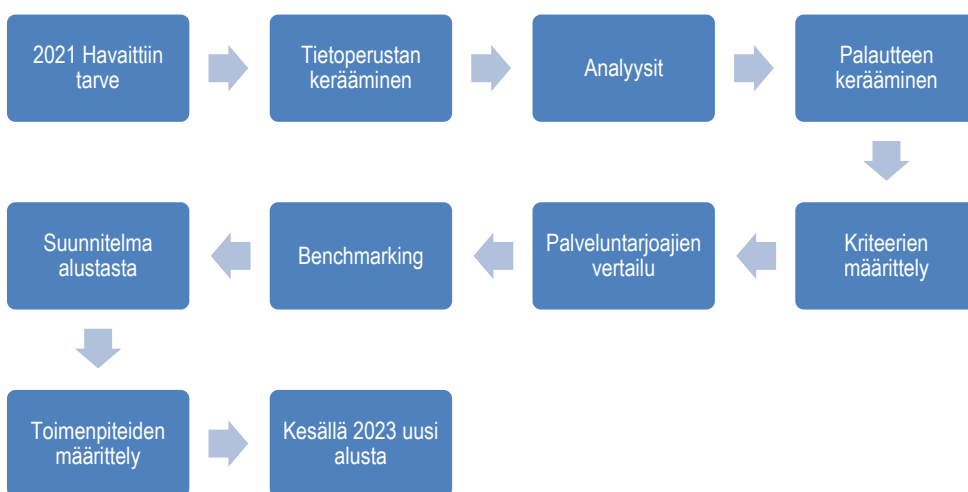 2021 Havaittiin
tarve
Tietoperustan
kerääminen
Analyysit
Palautteen
kerääminen
Kriteerien
määrittely
Palveluntarjoajien
vertailu
Benchmarking
Suunnitelma
alustasta
Toimenpiteiden
määrittely
Kesällä 2023 uusi
alusta